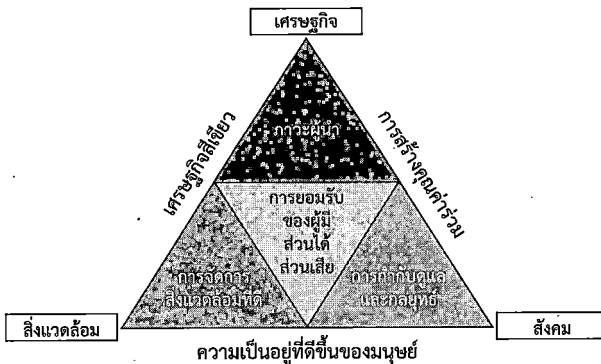 เศรษฐกิจ
ภาวะผู้นำ
เศรษฐกิจสีเขียว
การสร้างคุณค่าร่วม
การยอมรับ
ของผู้มี
ส่วนได้
ส่วนเสีย
การจัดการ
สิ่งแวดล้อมที่ดี
การกำกับดูแล
และกลยุทธ์
สิ่งแวดล้อม
สังคม
ความเป็นอยู่ที่ดีขึ้นของมนุษย์